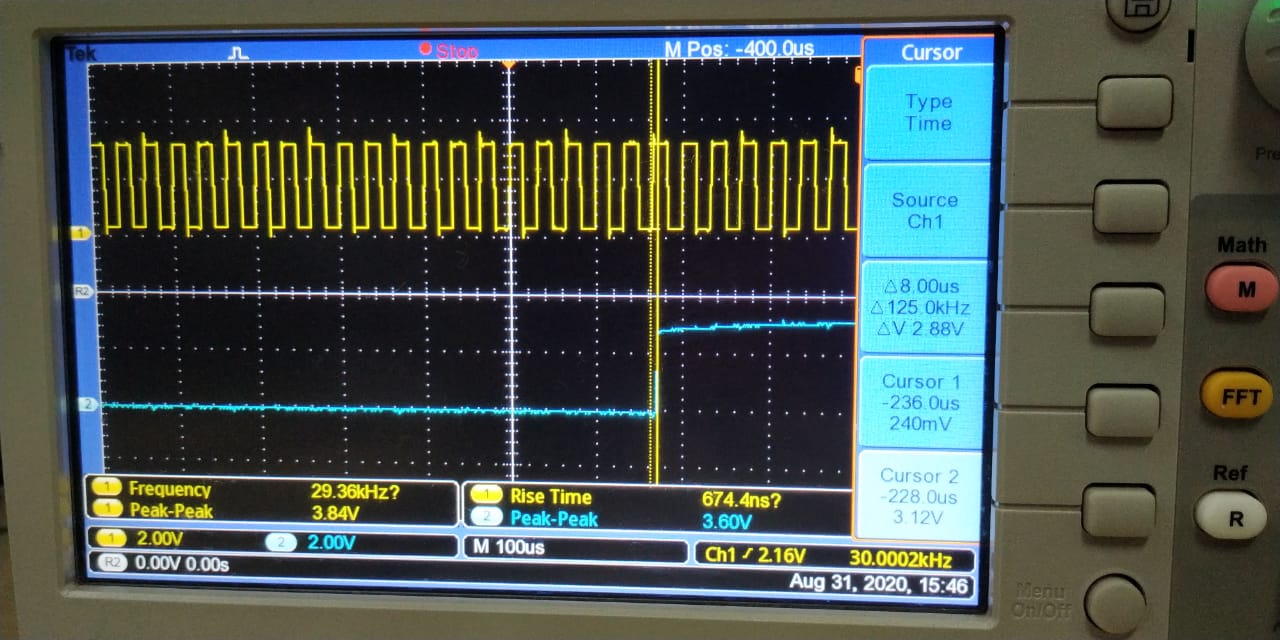 Tek
Stop
M Pos: -400.0us
Cursor
Type
Time
Source
Ch1
△8.00us
△125.0kHz
△V 2.88V
Cursor 1
-236.0us
240mV
Cursor 2
-228.0us
3.12V
1
R2
2
1 Frequency 29.36kHz?
1 Peak-Peak 3.84V
1 Rise Time 674.4ns?
2 Peak-Peak 3.60V
1 2.00V 2 2.00V
M 100us
Ch1 2.16V 30.0002kHz
R2 0.00V 0.00s
Aug 31, 2020, 15:46
Math
M
FFT
Ref
R
Menu
On/Off